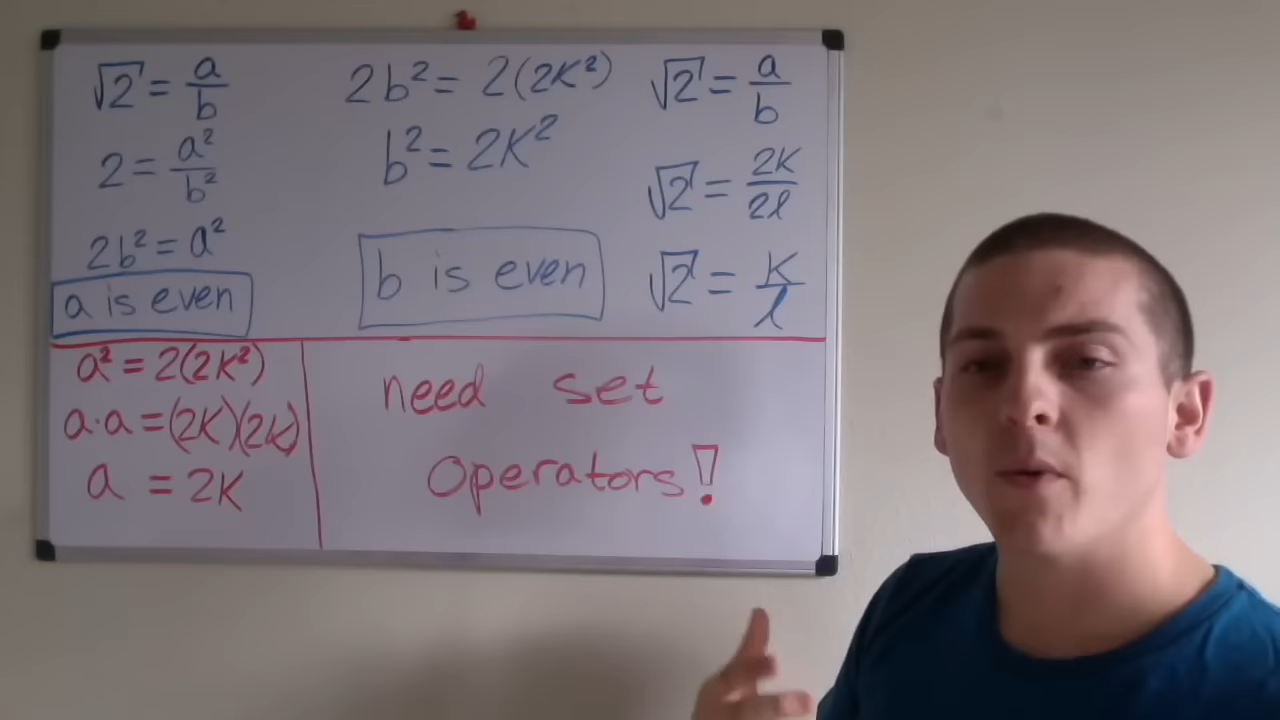 √2 = a/b
2 = a²/b²
2b² = a²
a is even
2b² = 2(2K²)
b² = 2K²
b is even
√2 = a/b
√2 = 2K/2ℓ
√2 = K/ℓ
a² = 2(2K²)
a·a = (2K)(2K)
a = 2K
need set
operators!